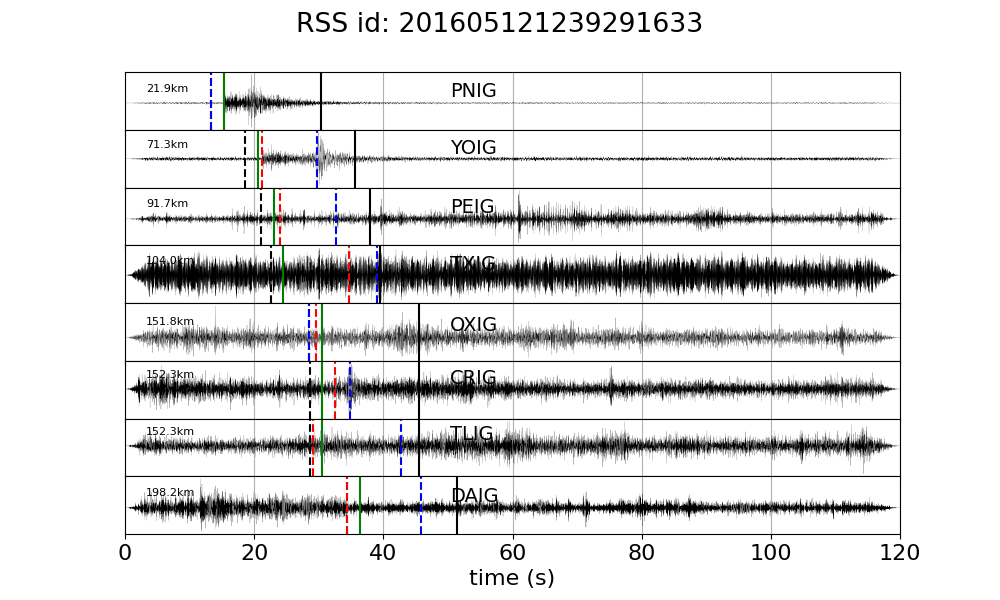 RSS id: 201605121239291633
21.9km PNIG
71.3km YOIG
91.7km PEIG
104.0km TXIG
151.8km OXIG
152.3km CRIG
152.3km TLIG
198.2km DAIG
0 20 40 60 80 100 120
time (s)